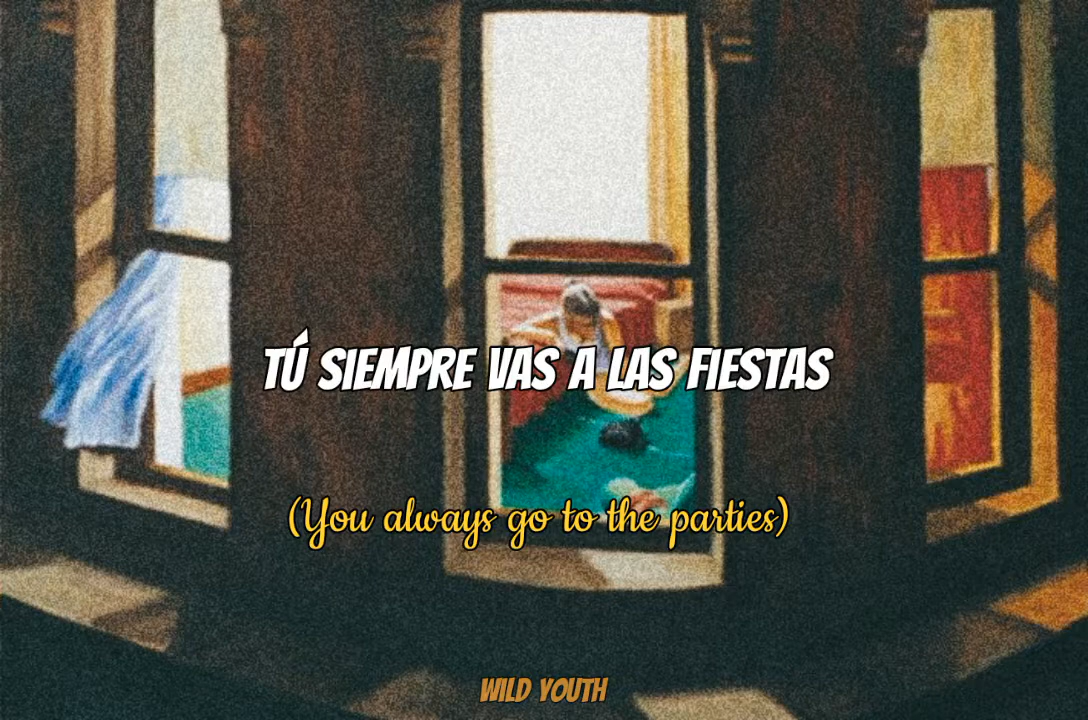 TÚ SIEMPRE VAS A LAS FIESTAS
(You always go to the parties)
WILD YOUTH